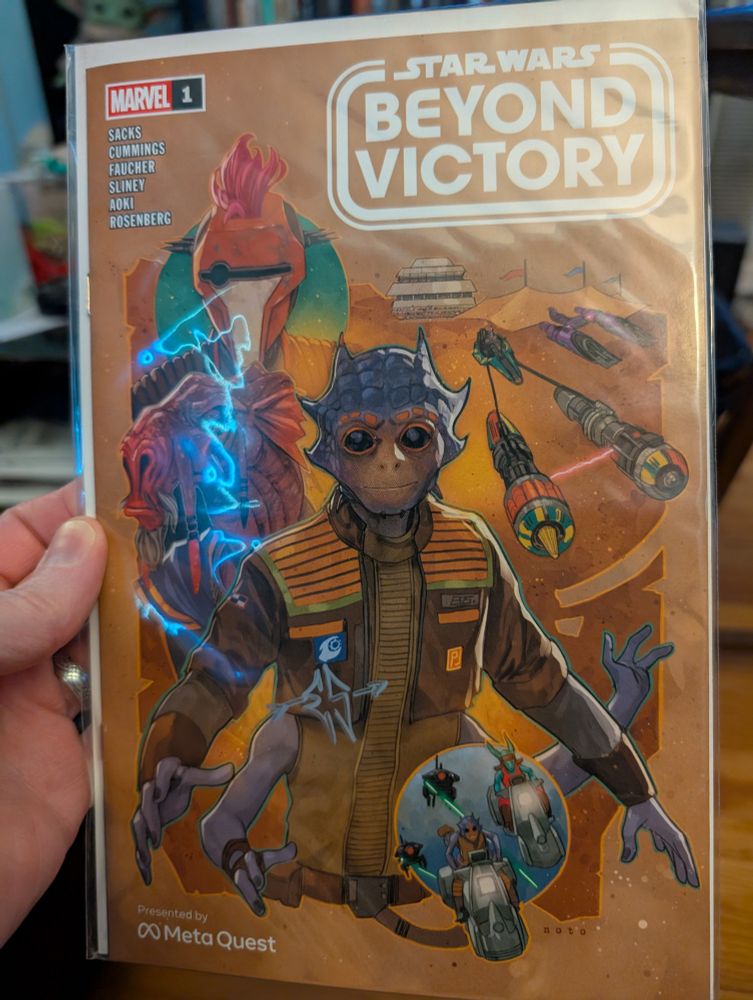 MARVEL 1
SACKS
CUMMINGS
FAUCHER
SLINEY
AOKI
ROSENBERG
STAR WARS
BEYOND
VICTORY
Presented by
Meta Quest
noto